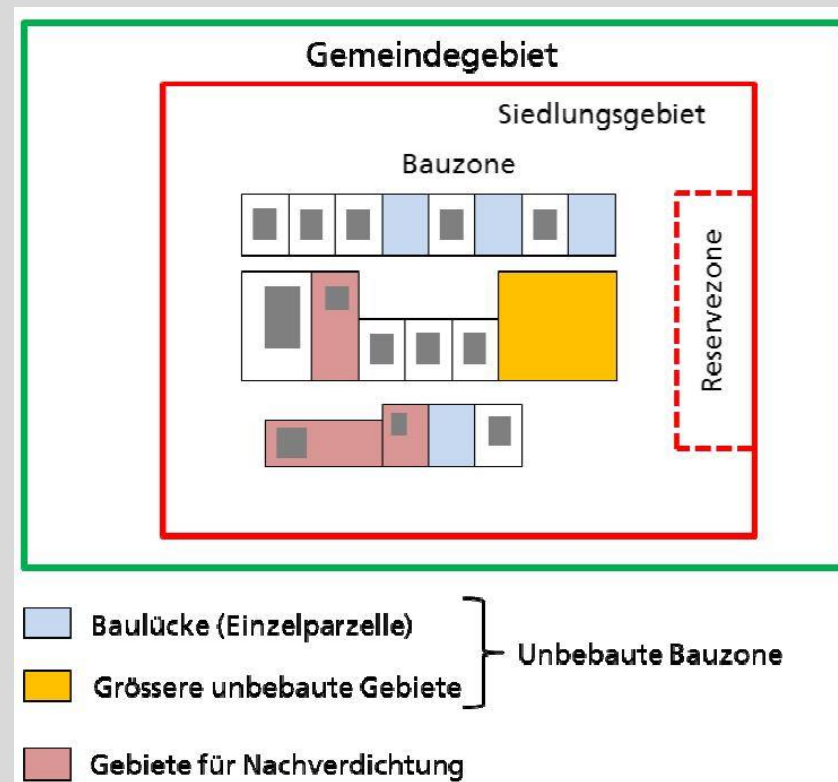 Gemeindegebiet
Siedlungsgebiet
Bauzone
Reservezone
Baulücke (Einzelparzelle)
Unbebaute Bauzone
Grössere unbebaute Gebiete
Gebiete für Nachverdichtung